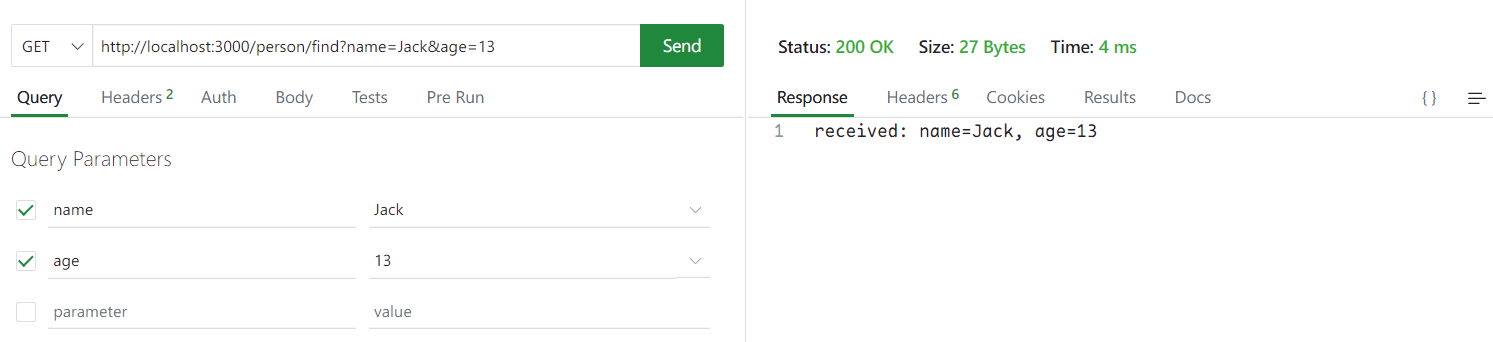 GET http://localhost:3000/person/find?name=Jack&age=13 Send
Query Headers 2 Auth Body Tests Pre Run
Query Parameters
name Jack
age 13
parameter value
Status: 200 OK Size: 27 Bytes Time: 4 ms
Response Headers 6 Cookies Results Docs { }
1 received: name=Jack, age=13